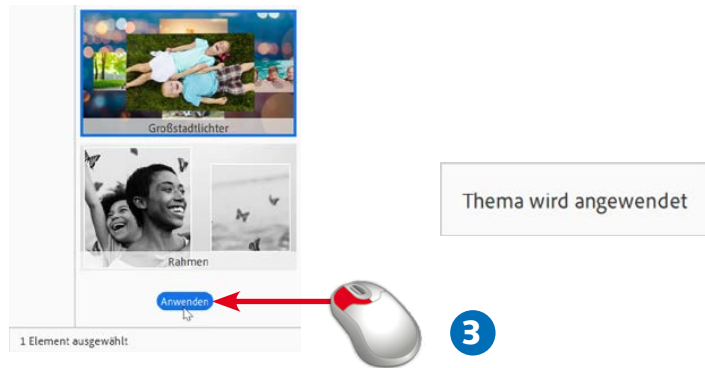 Großstadtlichter
Rahmen
Anwenden
1 Element ausgewählt
Thema wird angewendet
3